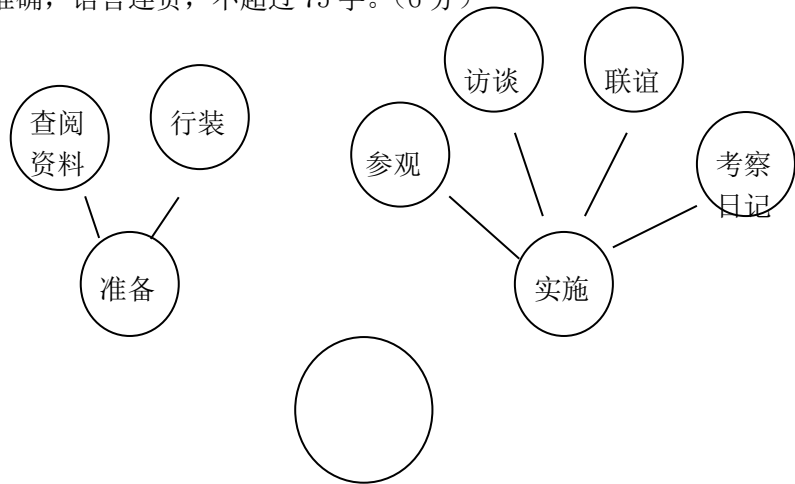 准确，语言连贯，不超过75字。（6分）
访谈
联谊
查阅
资料
行装
参观
考察
日记
准备
实施